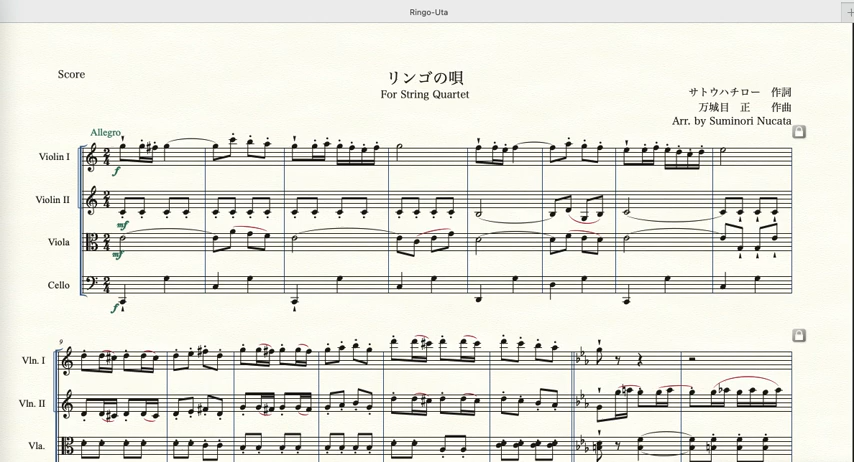 Ringo-Uta
Score
リンゴの唄
For String Quartet
サトウハチロー　作詞
万城目　正　　作曲
Arr. by Suminori Nucata
Allegro
Violin I
f
Violin II
mf
Viola
mf
Cello
f
9
Vln. I
Vln. II
Vla.